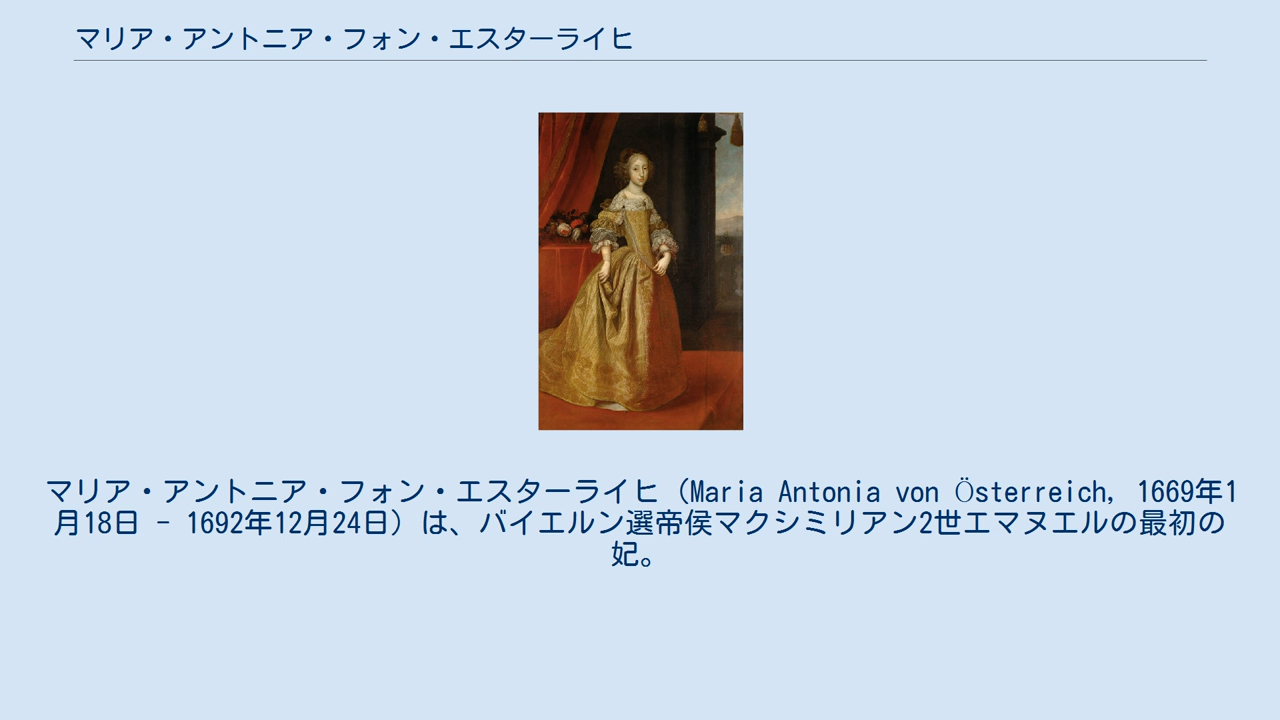 マリア・アントニア・フォン・エスターライヒ
マリア・アントニア・フォン・エスターライヒ（Maria Antonia von Österreich, 1669年1
月18日 - 1692年12月24日）は、バイエルン選帝侯マクシミリアン2世エマヌエルの最初の
妃。